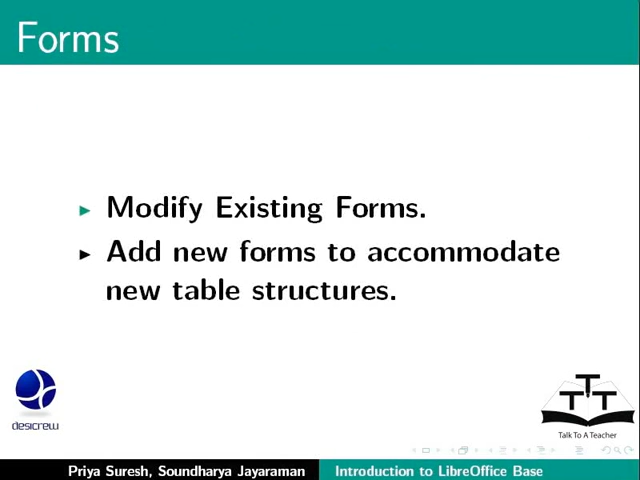 Forms
Modify Existing Forms.
Add new forms to accommodate
new table structures.
desicrew
T T T
Talk To A Teacher
Priya Suresh, Soundharya Jayaraman
Introduction to LibreOffice Base